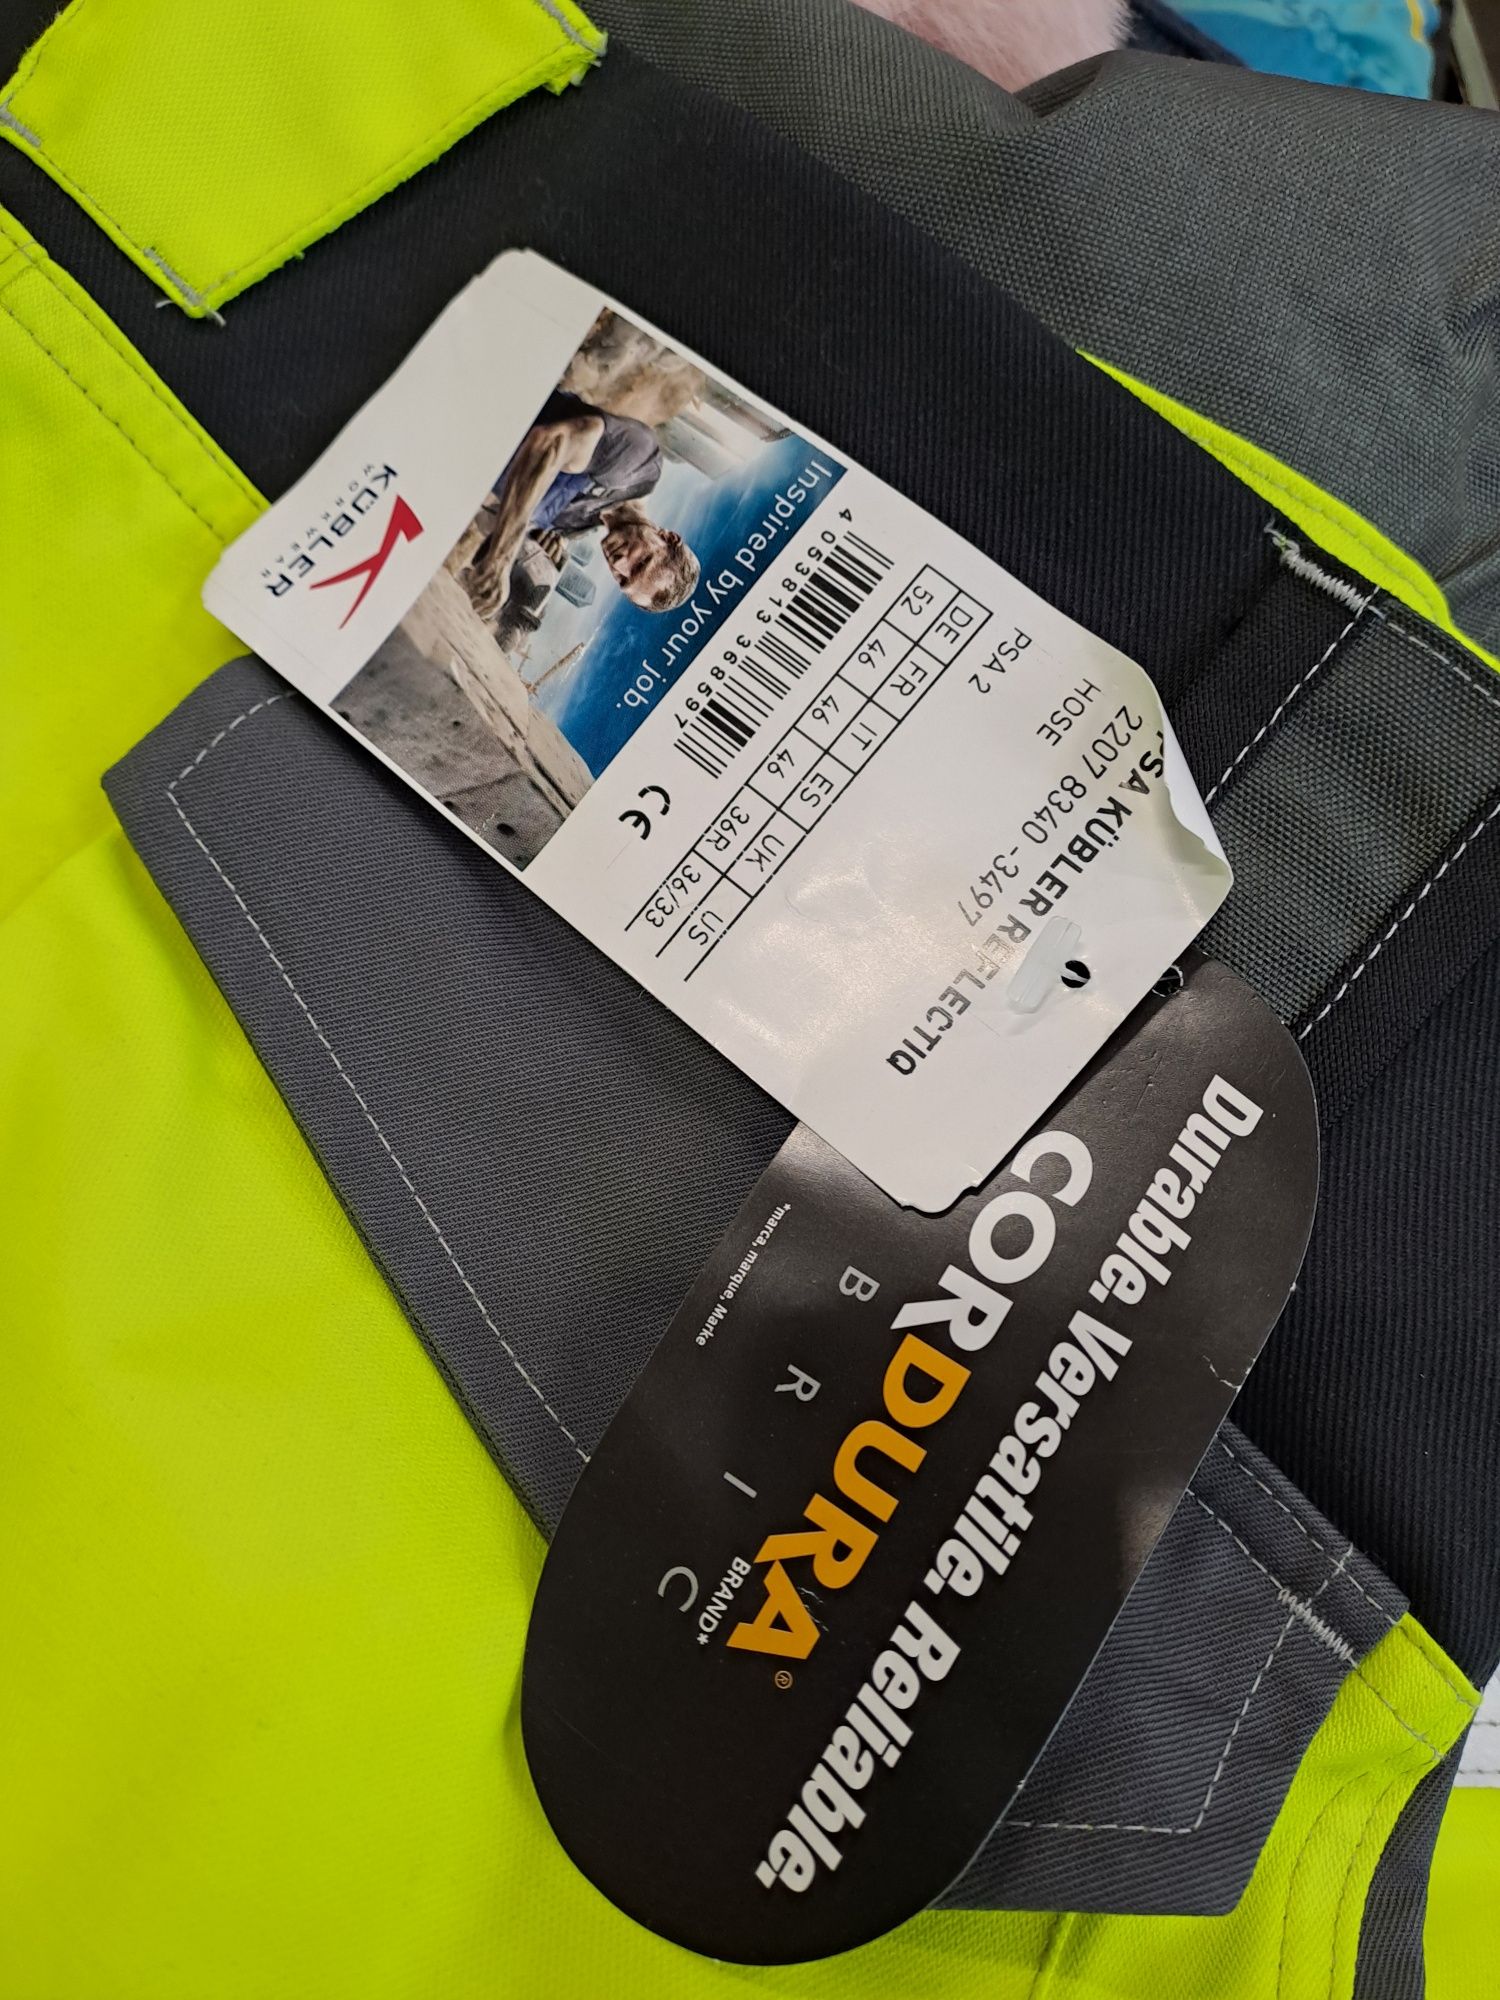 PSA KÜBLER REFLECTIQ
2207 8340 -3497
HOSE
PSA 2
DE FR IT ES UK US
52 46 46 46 36R 36/33
4 053813 368597
CE
Inspired by your job.
KÜBLER
WORKWEAR
Durable. Versatile. Reliable.
CORDURA®
BRAND*
B R I C
*marca, marque, Marke